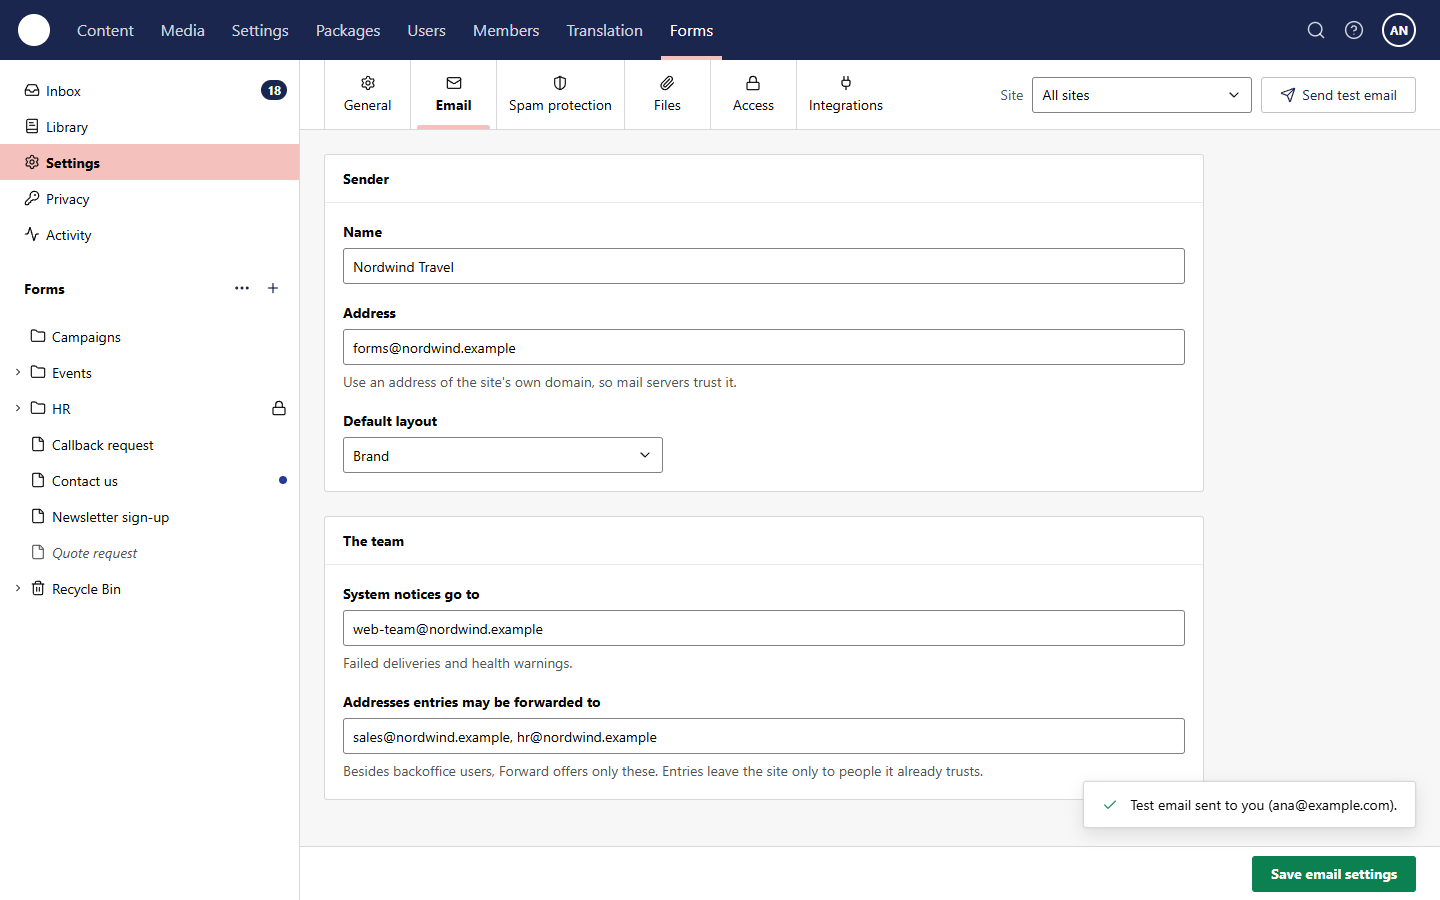 Content Media Settings Packages Users Members Translation Forms AN
Inbox 18
Library
Settings
Privacy
Activity
Forms
Campaigns
Events
HR
Callback request
Contact us
Newsletter sign-up
Quote request
Recycle Bin
General Email Spam protection Files Access Integrations
Site All sites Send test email
Sender
Name
Nordwind Travel
Address
forms@nordwind.example
Use an address of the site's own domain, so mail servers trust it.
Default layout
Brand
The team
System notices go to
web-team@nordwind.example
Failed deliveries and health warnings.
Addresses entries may be forwarded to
sales@nordwind.example, hr@nordwind.example
Besides backoffice users, Forward offers only these. Entries leave the site only to people it already trusts.
Test email sent to you (ana@example.com).
Save email settings